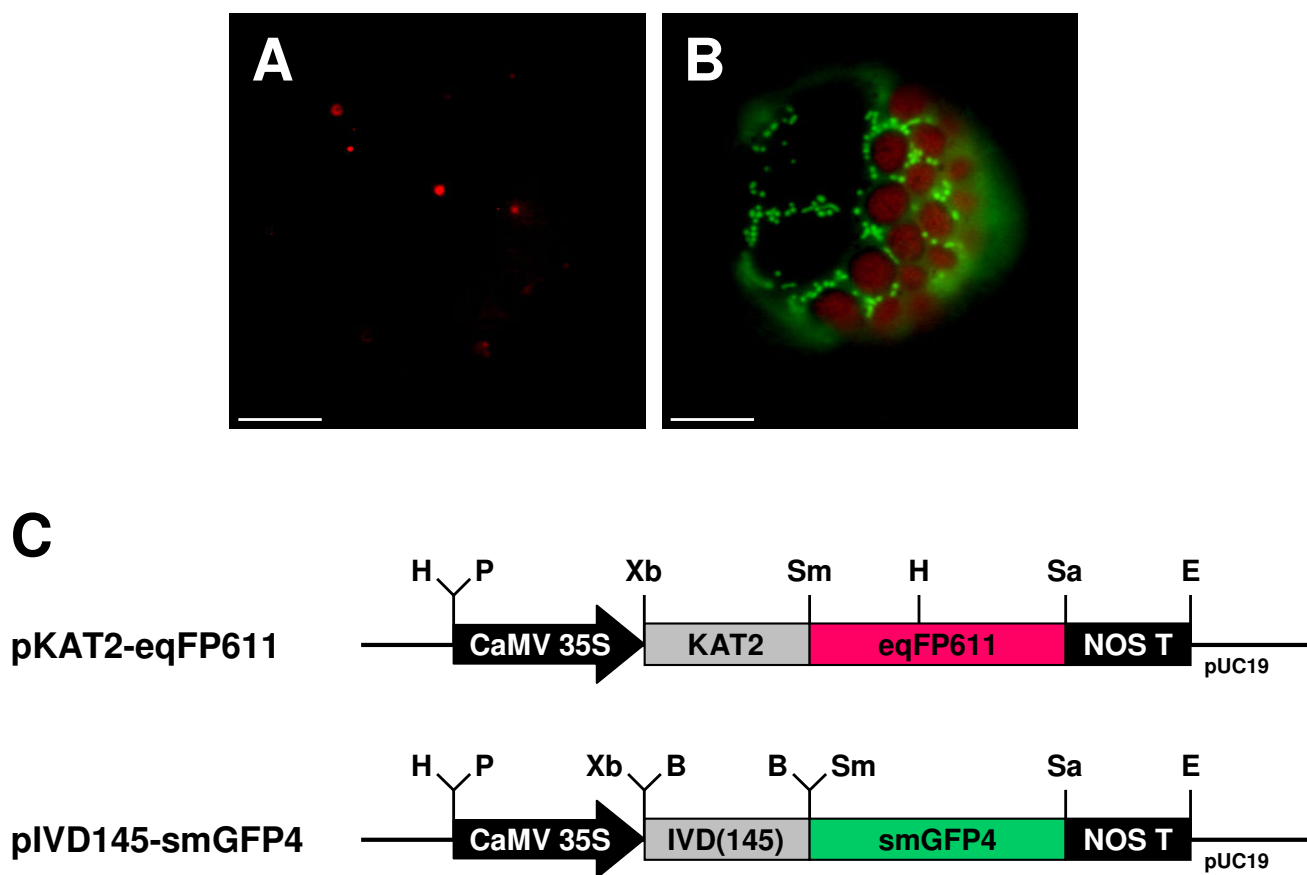 A B
C
H P Xb Sm H Sa E
pKAT2-eqFP611 CaMV 35S KAT2 eqFP611 NOS T
pUC19
H P Xb B B Sm Sa E
pIVD145-smGFP4 CaMV 35S IVD(145) smGFP4 NOS T
pUC19